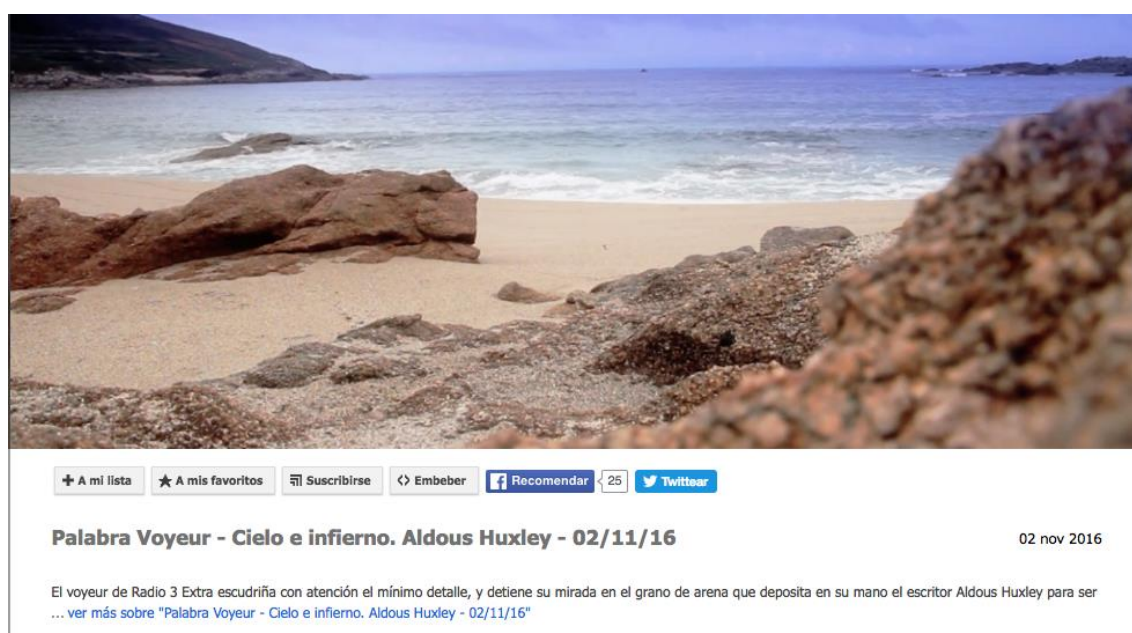 A mi lista A mis favoritos Suscribirse Embeber Recomendar 25 Twittear
Palabra Voyeur - Cielo e infierno. Aldous Huxley - 02/11/16 02 nov 2016
El voyeur de Radio 3 Extra escudriña con atención el mínimo detalle, y detiene su mirada en el grano de arena que deposita en su mano el escritor Aldous Huxley para ser
... ver más sobre "Palabra Voyeur - Cielo e infierno. Aldous Huxley - 02/11/16"